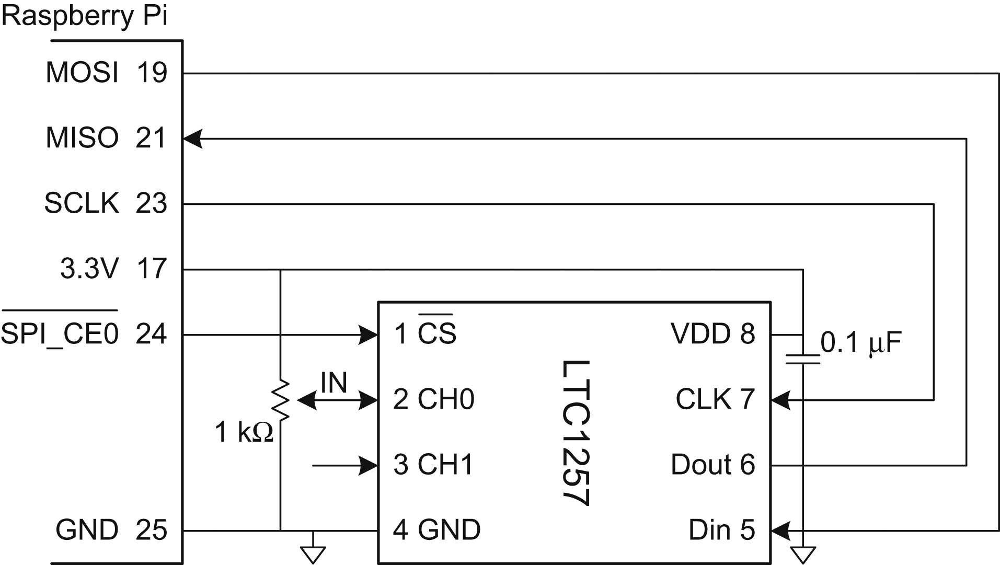 Raspberry Pi
MOSI 19
MISO 21
SCLK 23
3.3V 17
SPI_CE0 24
GND 25
1 kΩ
IN
1 CS
2 CH0
3 CH1
4 GND
LTC1257
VDD 8
CLK 7
Dout 6
Din 5
0.1 µF